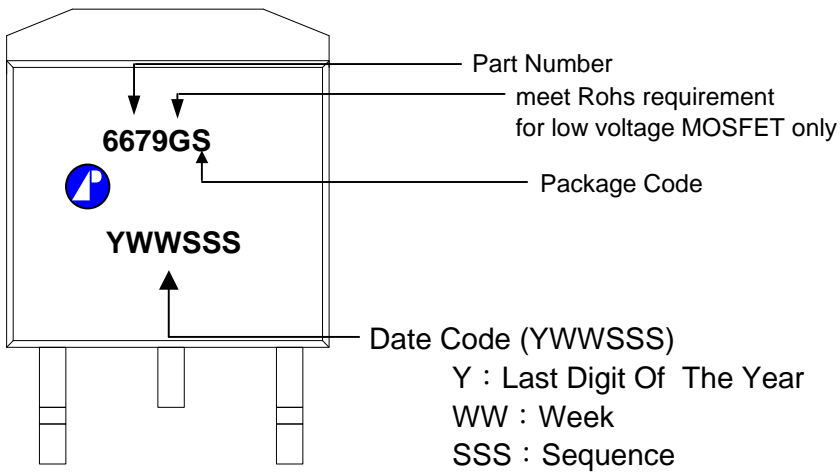 Part Number
meet Rohs requirement
for low voltage MOSFET only
6679GS
Package Code
YWWSSS
Date Code (YWWSSS)
Y：Last Digit Of The Year
WW：Week
SSS：Sequence